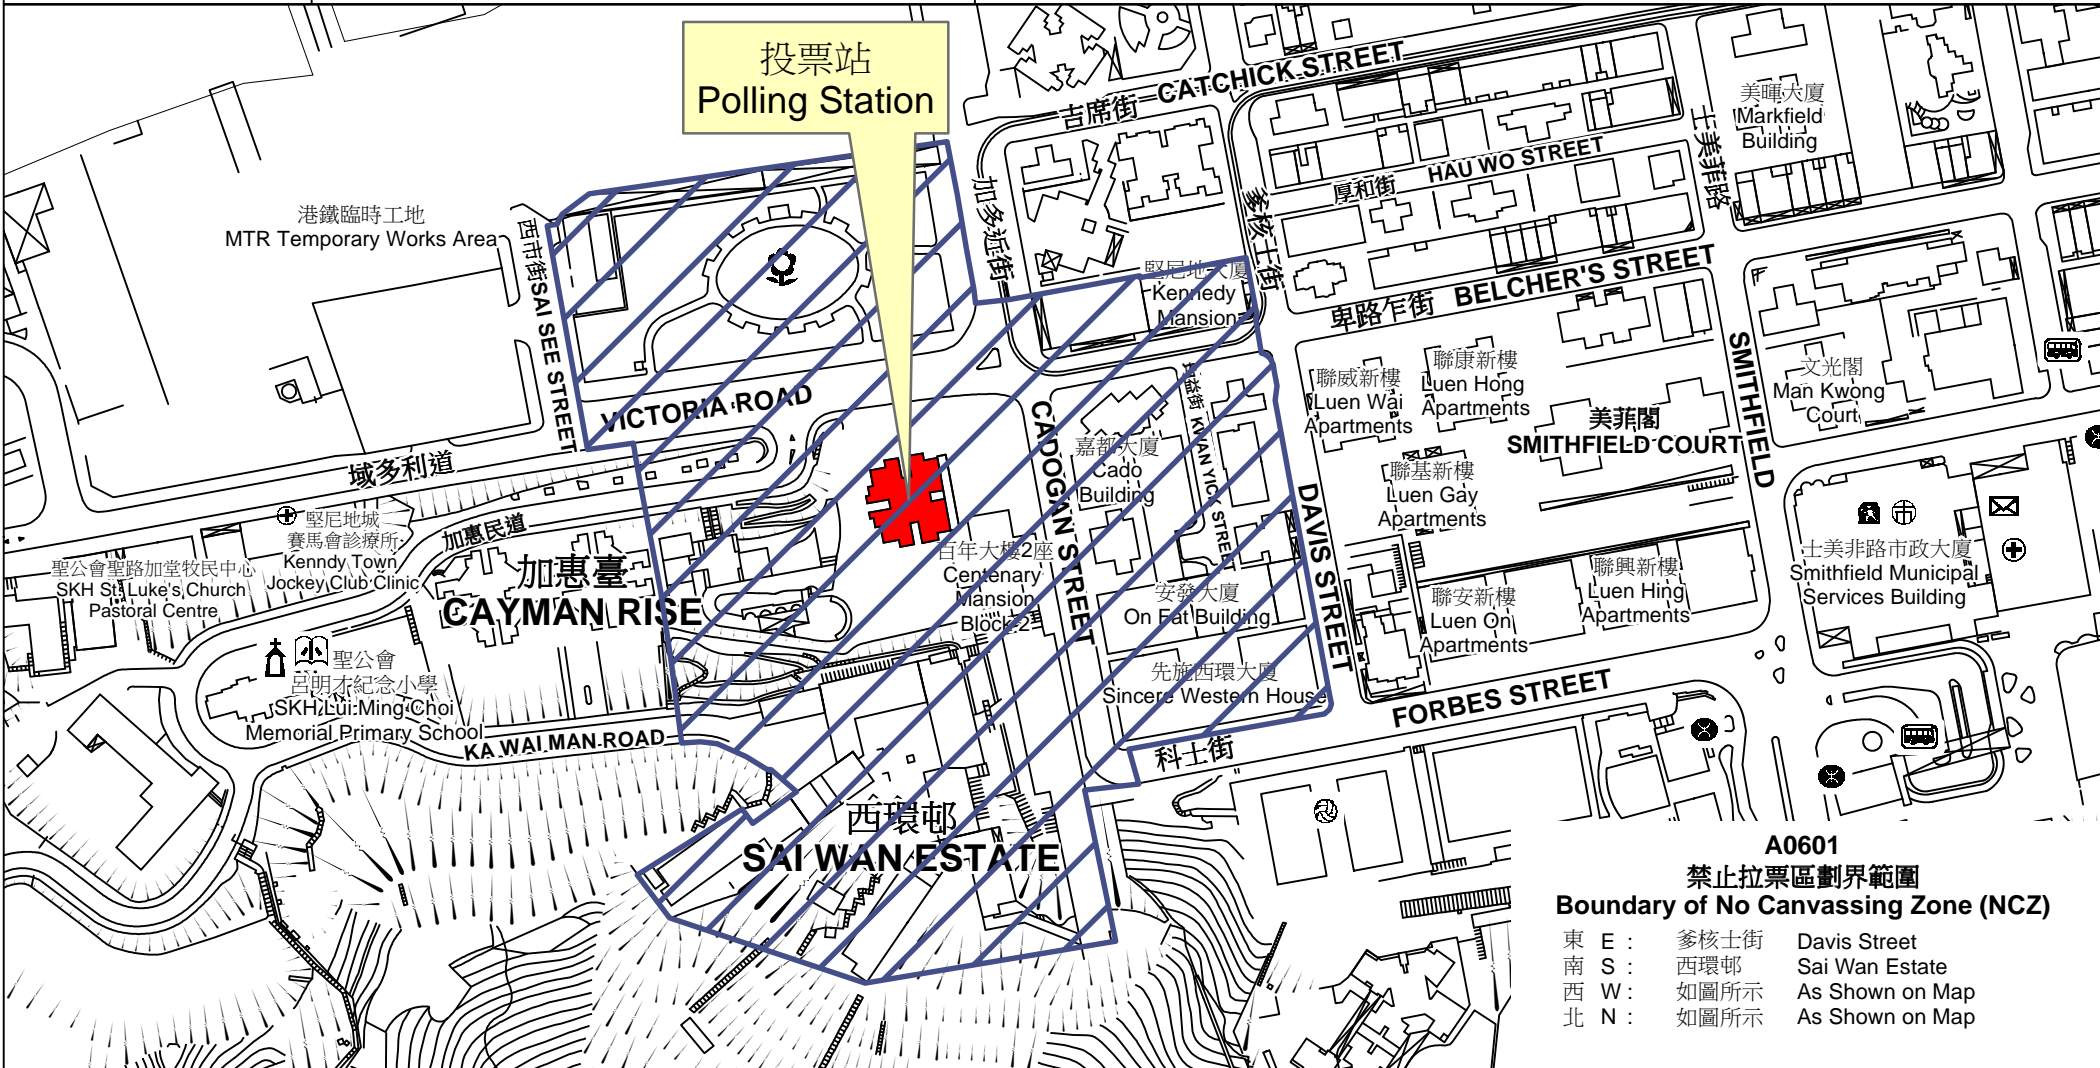 投票站
Polling Station
吉席街 CATCHICK STREET
美暉大廈
Markfield
Building
士美菲路
HAU WO STREET
厚和街
港鐵臨時工地
MTR Temporary Works Area
西市街 SAI SEE STREET
加多近街
爹核士街
堅尼地大廈
Kennedy
Mansion
卑路乍街 BELCHER'S STREET
SMITHFIELD
文光閣
Man Kwong
Court
聯威新樓
Luen Wai
Apartments
聯康新樓
Luen Hong
Apartments
美菲閣
SMITHFIELD COURT
VICTORIA ROAD
域多利道
CADOGAN STREET
嘉都大廈
Cado
Building
KWAN YICK STREET
DAVIS STREET
聯基新樓
Luen Gay
Apartments
堅尼地城
賽馬會診療所
Kenndy Town
Jockey Club Clinic
加惠民道
聖公會聖路加堂牧民中心
SKH St. Luke's Church
Pastoral Centre
加惠臺
CAYMAN RISE
百年大樓2座
Centenary
Mansion
Block 2
安發大廈
On Fat Building
聯安新樓
Luen On
Apartments
聯興新樓
Luen Hing
Apartments
士美非路市政大廈
Smithfield Municipal
Services Building
聖公會
呂明才紀念小學
SKH Lui Ming Choi
Memorial Primary School
KA WAI MAN ROAD
先施西環大廈
Sincere Western House
科士街
FORBES STREET
西環邨
SAI WAN ESTATE
A0601
禁止拉票區劃界範圍
Boundary of No Canvassing Zone (NCZ)
東 E : 爹核士街 Davis Street
南 S : 西環邨 Sai Wan Estate
西 W : 如圖所示 As Shown on Map
北 N : 如圖所示 As Shown on Map